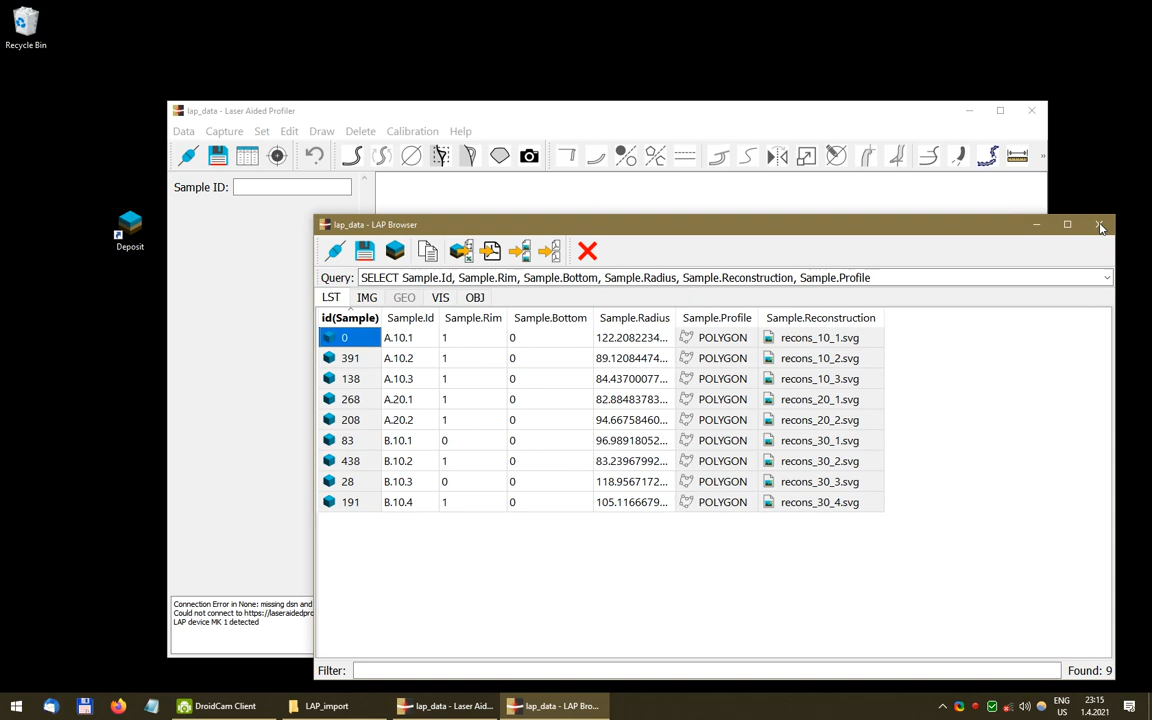 Recycle Bin
Deposit
lap_data - Laser Aided Profiler
Data Capture Set Edit Draw Delete Calibration Help
»
Sample ID:
Connection Error in None: missing dsn and
Could not connect to https://laseraidedpro
LAP device MK 1 detected
lap_data - LAP Browser
Query: SELECT Sample.Id, Sample.Rim, Sample.Bottom, Sample.Radius, Sample.Reconstruction, Sample.Profile
LST IMG GEO VIS OBJ
id(Sample) Sample.Id Sample.Rim Sample.Bottom Sample.Radius Sample.Profile Sample.Reconstruction
0 A.10.1 1 0 122.2082234... POLYGON recons_10_1.svg
391 A.10.2 1 0 89.12084474... POLYGON recons_10_2.svg
138 A.10.3 1 0 84.43700077... POLYGON recons_10_3.svg
268 A.20.1 1 0 82.88483783... POLYGON recons_20_1.svg
208 A.20.2 1 0 94.66758460... POLYGON recons_20_2.svg
83 B.10.1 0 0 96.98918052... POLYGON recons_30_1.svg
438 B.10.2 1 0 83.23967992... POLYGON recons_30_2.svg
28 B.10.3 0 0 118.9567172... POLYGON recons_30_3.svg
191 B.10.4 1 0 105.1166679... POLYGON recons_30_4.svg
Filter: Found: 9
DroidCam Client LAP_import lap_data - Laser Aid... lap_data - LAP Bro...
ENG
US
23:15
1.4.2021